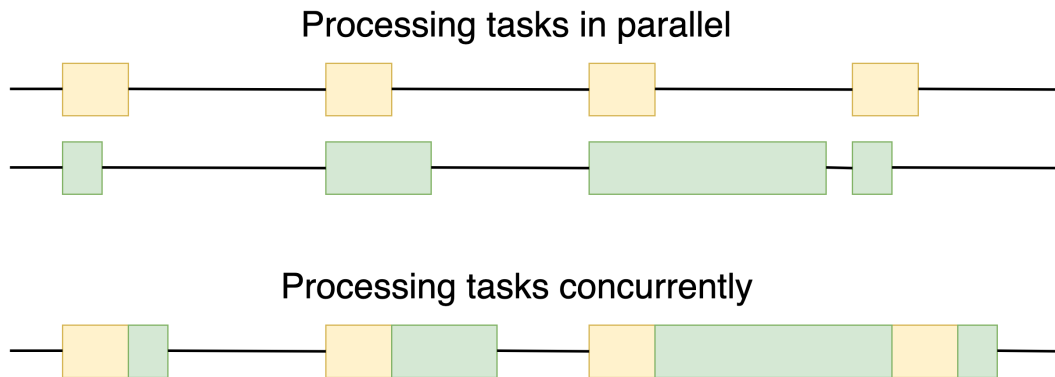 Processing tasks in parallel
Processing tasks concurrently